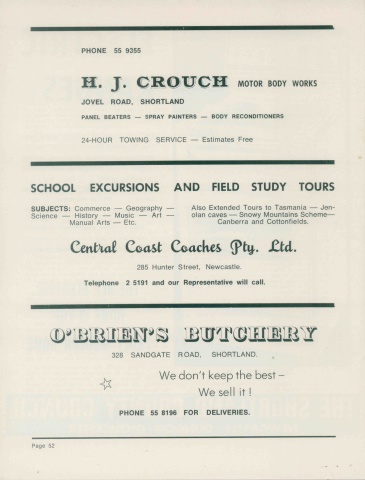 PHONE 55 9355
H. J. CROUCH MOTOR BODY WORKS
JOVEL ROAD, SHORTLAND
PANEL BEATERS — SPRAY PAINTERS — BODY RECONDITIONERS
24-HOUR TOWING SERVICE — Estimates Free
SCHOOL EXCURSIONS AND FIELD STUDY TOURS
SUBJECTS: Commerce — Geography —
Science — History — Music — Art —
Manual Arts — Etc.
Also Extended Tours to Tasmania — Jen-
olan caves — Snowy Mountains Scheme—
Canberra and Cottonfields.
Central Coast Coaches Pty. Ltd.
285 Hunter Street, Newcastle.
Telephone 2 5191 and our Representative will call.
O'BRIEN'S BUTCHERY
328 SANDGATE ROAD, SHORTLAND.
We don't keep the best –
We sell it !
PHONE 55 8196 FOR DELIVERIES.
Page 52